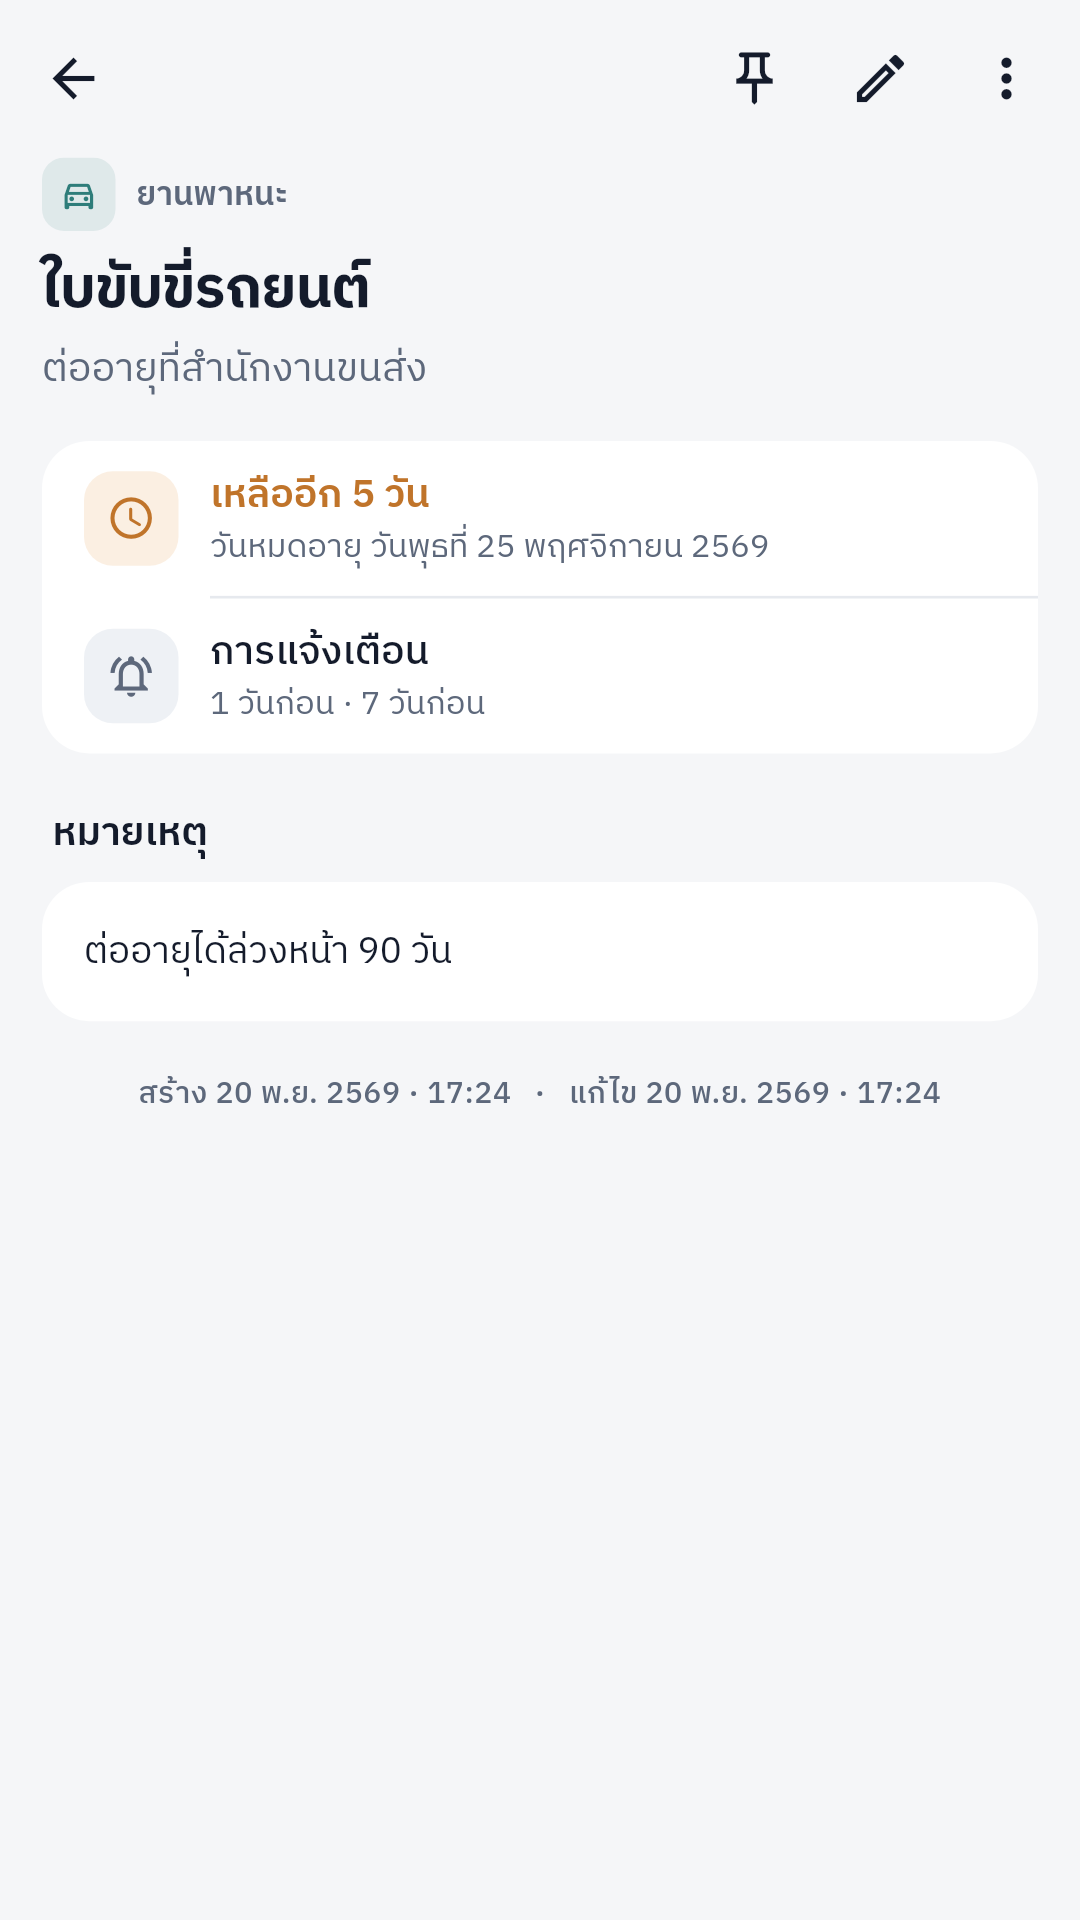 ยานพาหนะ
ใบขับขี่รถยนต์
ต่ออายุที่สำนักงานขนส่ง
เหลืออีก 5 วัน
วันหมดอายุ วันพุธที่ 25 พฤศจิกายน 2569
การแจ้งเตือน
1 วันก่อน · 7 วันก่อน
หมายเหตุ
ต่ออายุได้ล่วงหน้า 90 วัน
สร้าง 20 พ.ย. 2569 · 17:24 · แก้ไข 20 พ.ย. 2569 · 17:24